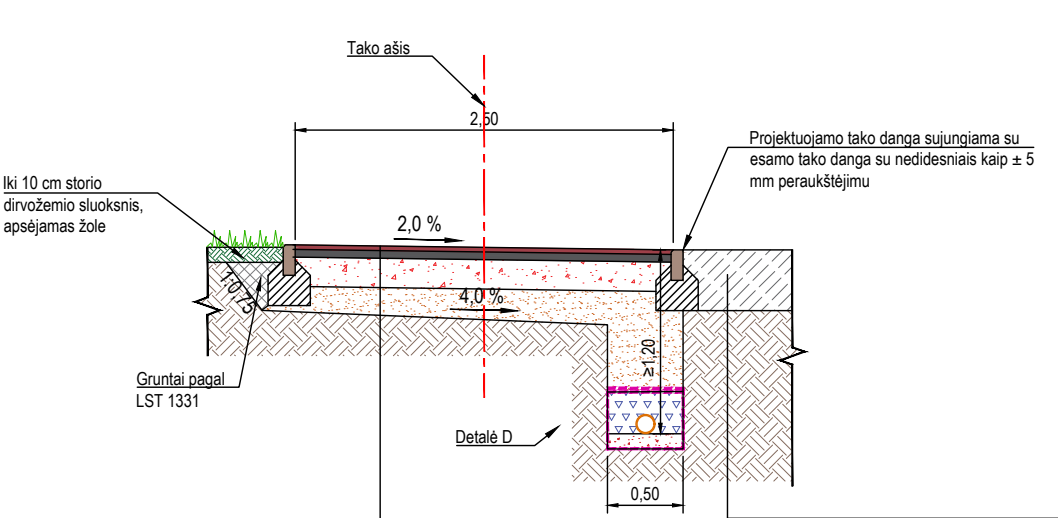 Tako ašis
2,50
Projektuojamo tako danga sujungiama su
esamo tako danga su nedidesniais kaip ± 5
mm peraukštėjimu
Iki 10 cm storio
dirvožemio sluoksnis,
apsėjamas žole
2,0 %
1:0,75
4,0 %
≥1,20
Gruntai pagal
LST 1331
Detalė D
0,50